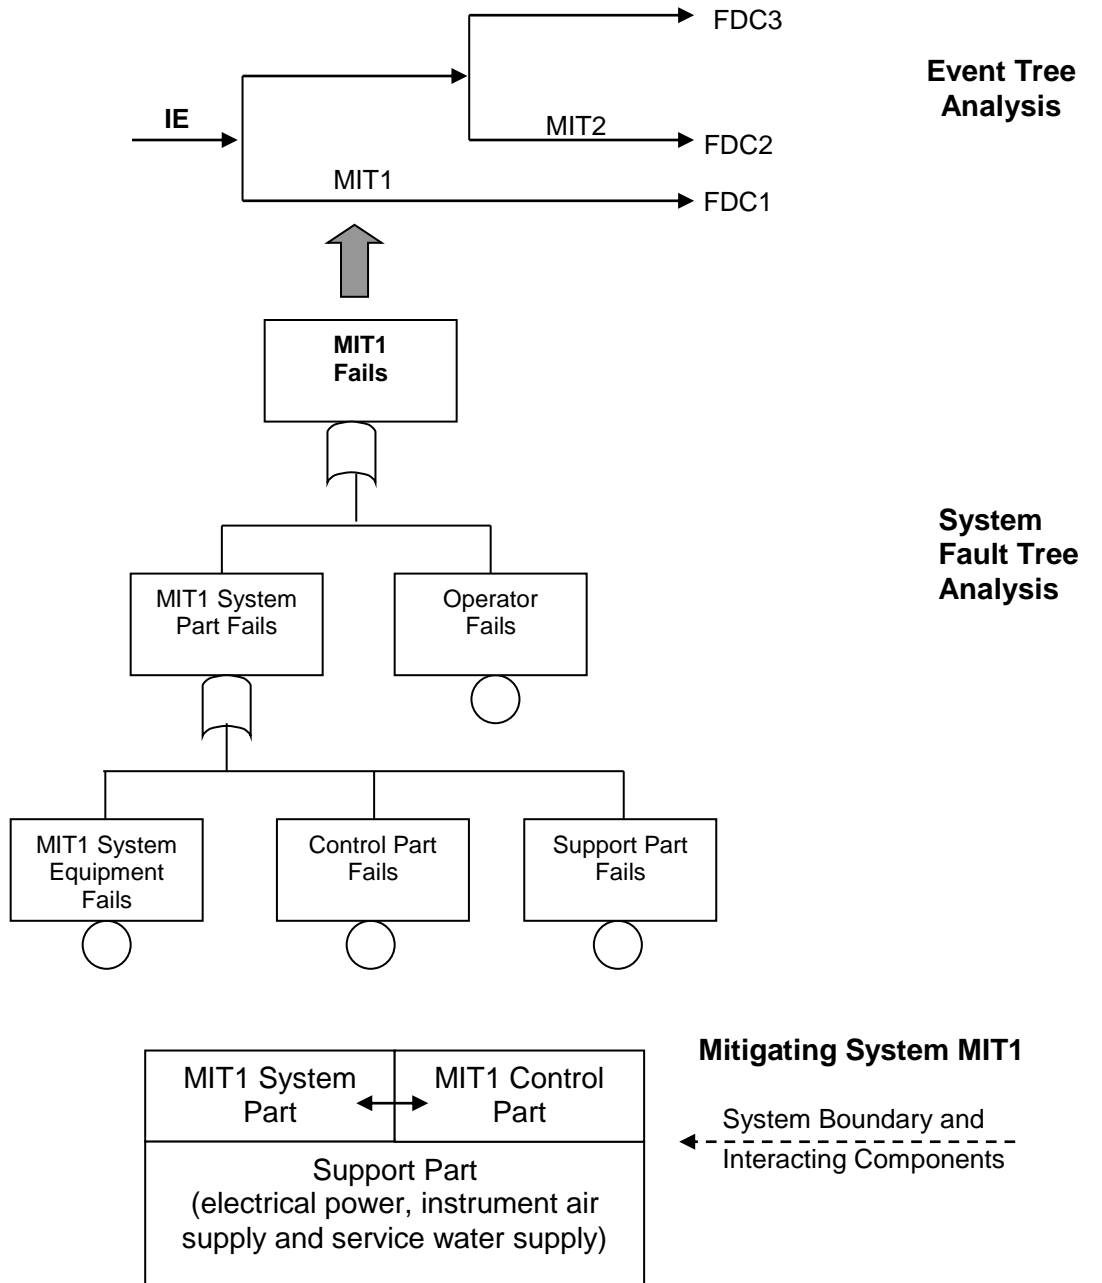 FDC3
Event Tree
Analysis
IE
MIT2
FDC2
MIT1
FDC1
MIT1
Fails
System
Fault Tree
Analysis
MIT1 System
Part Fails
Operator
Fails
MIT1 System
Equipment
Fails
Control Part
Fails
Support Part
Fails
Mitigating System MIT1
MIT1 System
Part
MIT1 Control
Part
System Boundary and
Interacting Components
Support Part
(electrical power, instrument air
supply and service water supply)